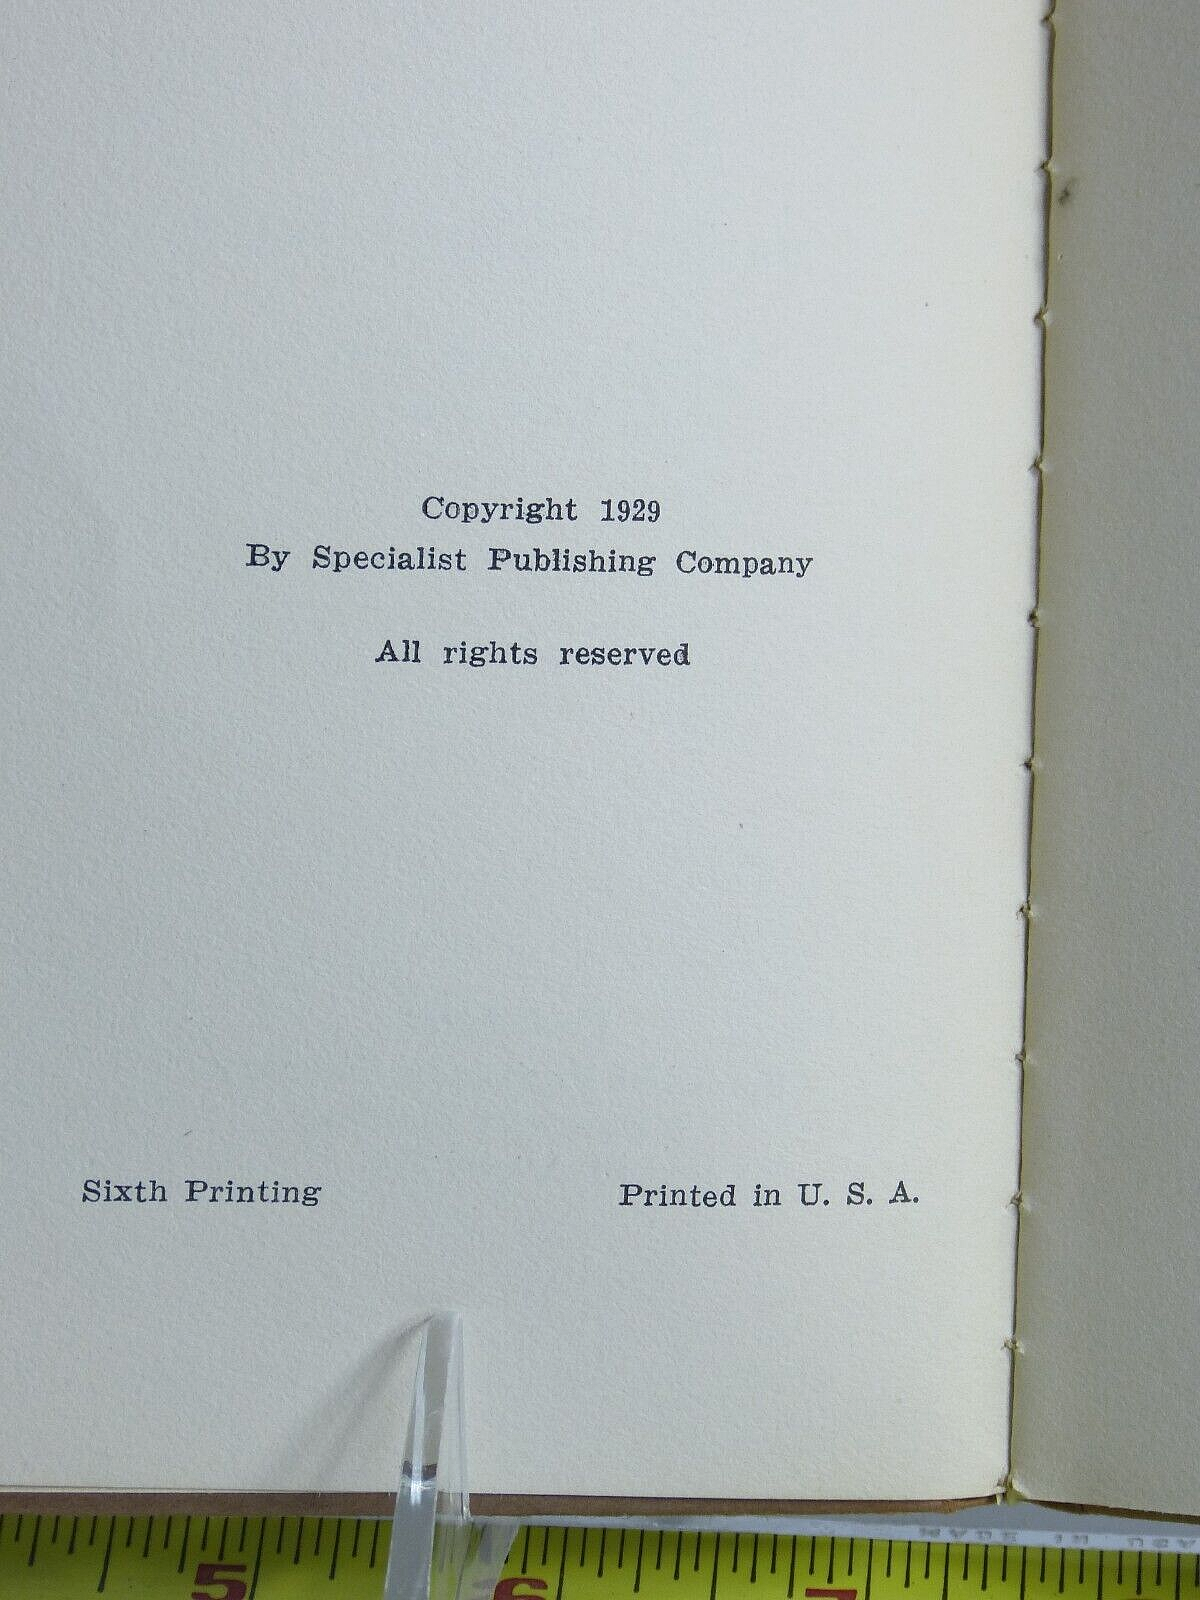 Copyright 1929
By Specialist Publishing Company
All rights reserved
Sixth Printing
Printed in U. S. A.
5
6
7